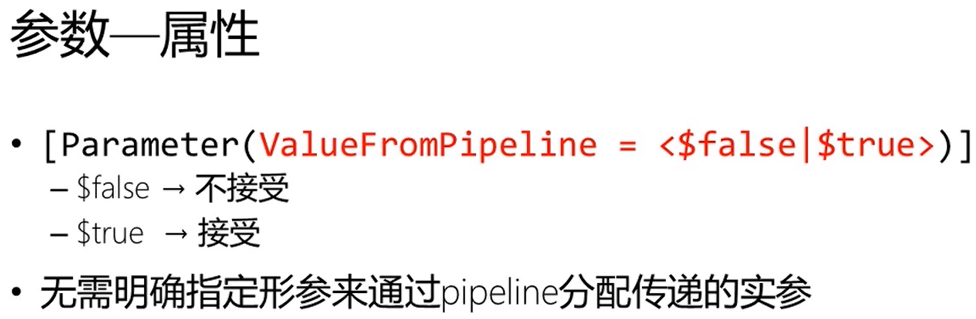 参数—属性
• [Parameter(ValueFromPipeline = <$false|$true>)]
– $false → 不接受
– $true → 接受
• 无需明确指定形参来通过pipeline分配传递的实参